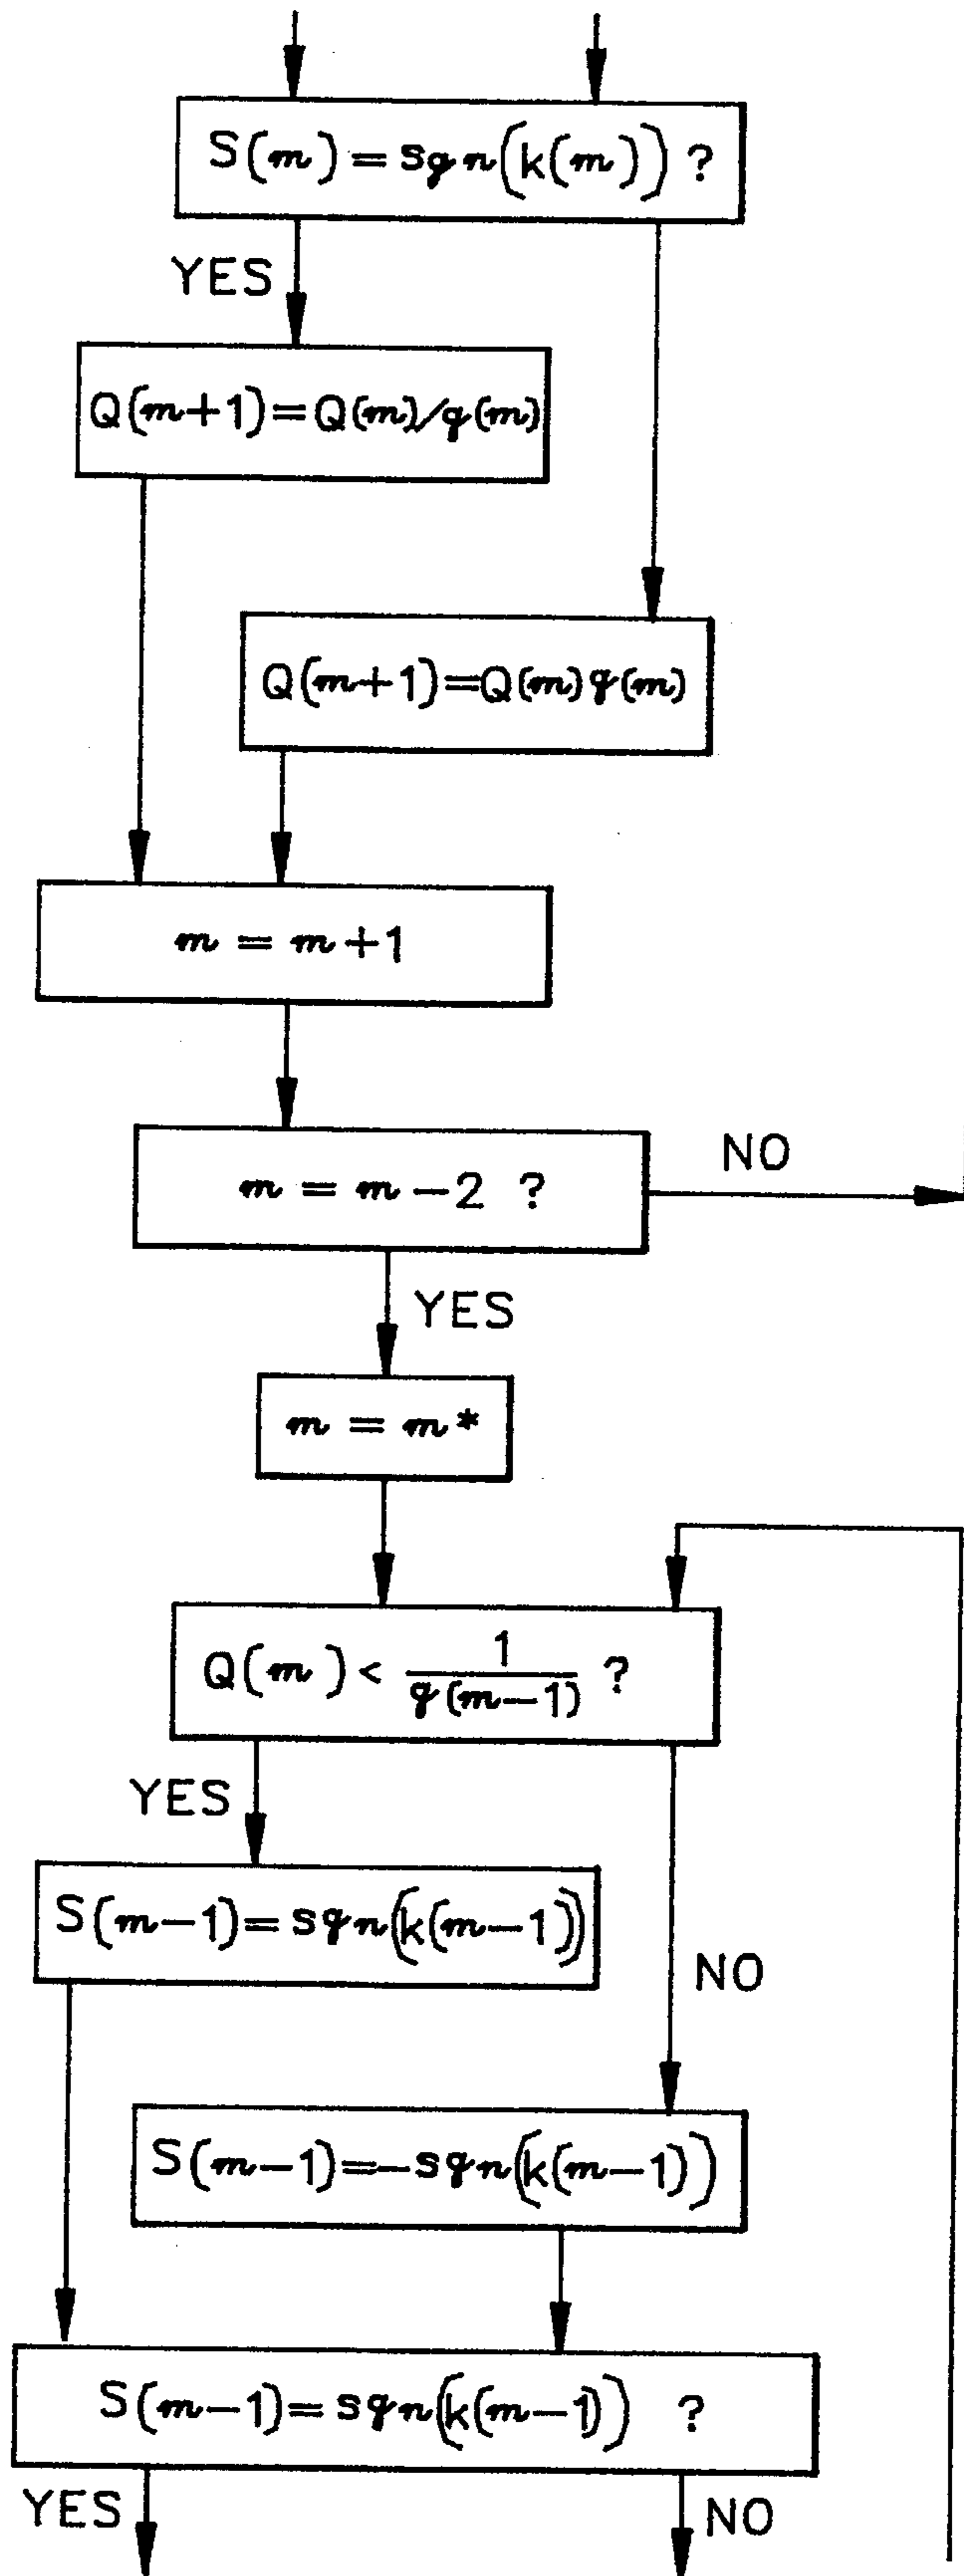 S(m) = sgn(k(m)) ?
YES
Q(m+1)=Q(m)/q(m)
Q(m+1)=Q(m)q(m)
m = m+1
m = m-2 ?
NO
YES
m = m*
Q(m) < 1/q(m-1) ?
YES
S(m-1)=sgn(k(m-1))
NO
S(m-1)=-sgn(k(m-1))
S(m-1)=sgn(k(m-1)) ?
YES
NO